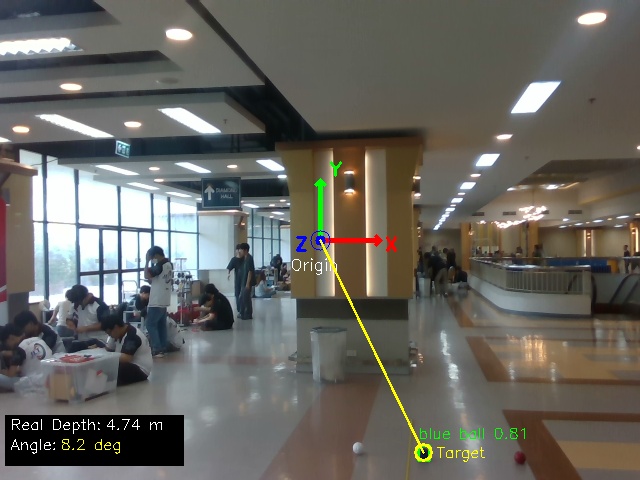 Y
Z
X
Origin
blue ball 0.81
Target
Real Depth: 4.74 m
Angle: 8.2 deg